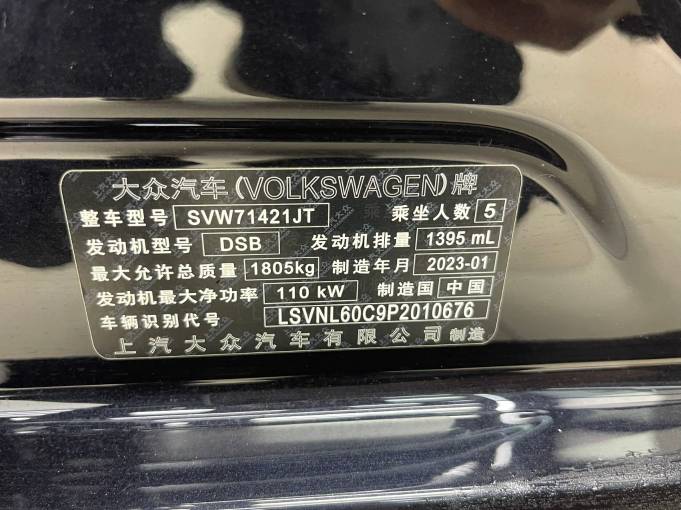 大众汽车(VOLKSWAGEN)牌
整车型号 SVW71421JT 乘坐人数 5
发动机型号 DSB 发动机排量 1395 mL
最大允许总质量 1805kg 制造年月 2023-01
发动机最大净功率 110 kW 制造国 中国
车辆识别代号 LSVNL60C9P2010676
上汽大众汽车有限公司 制造